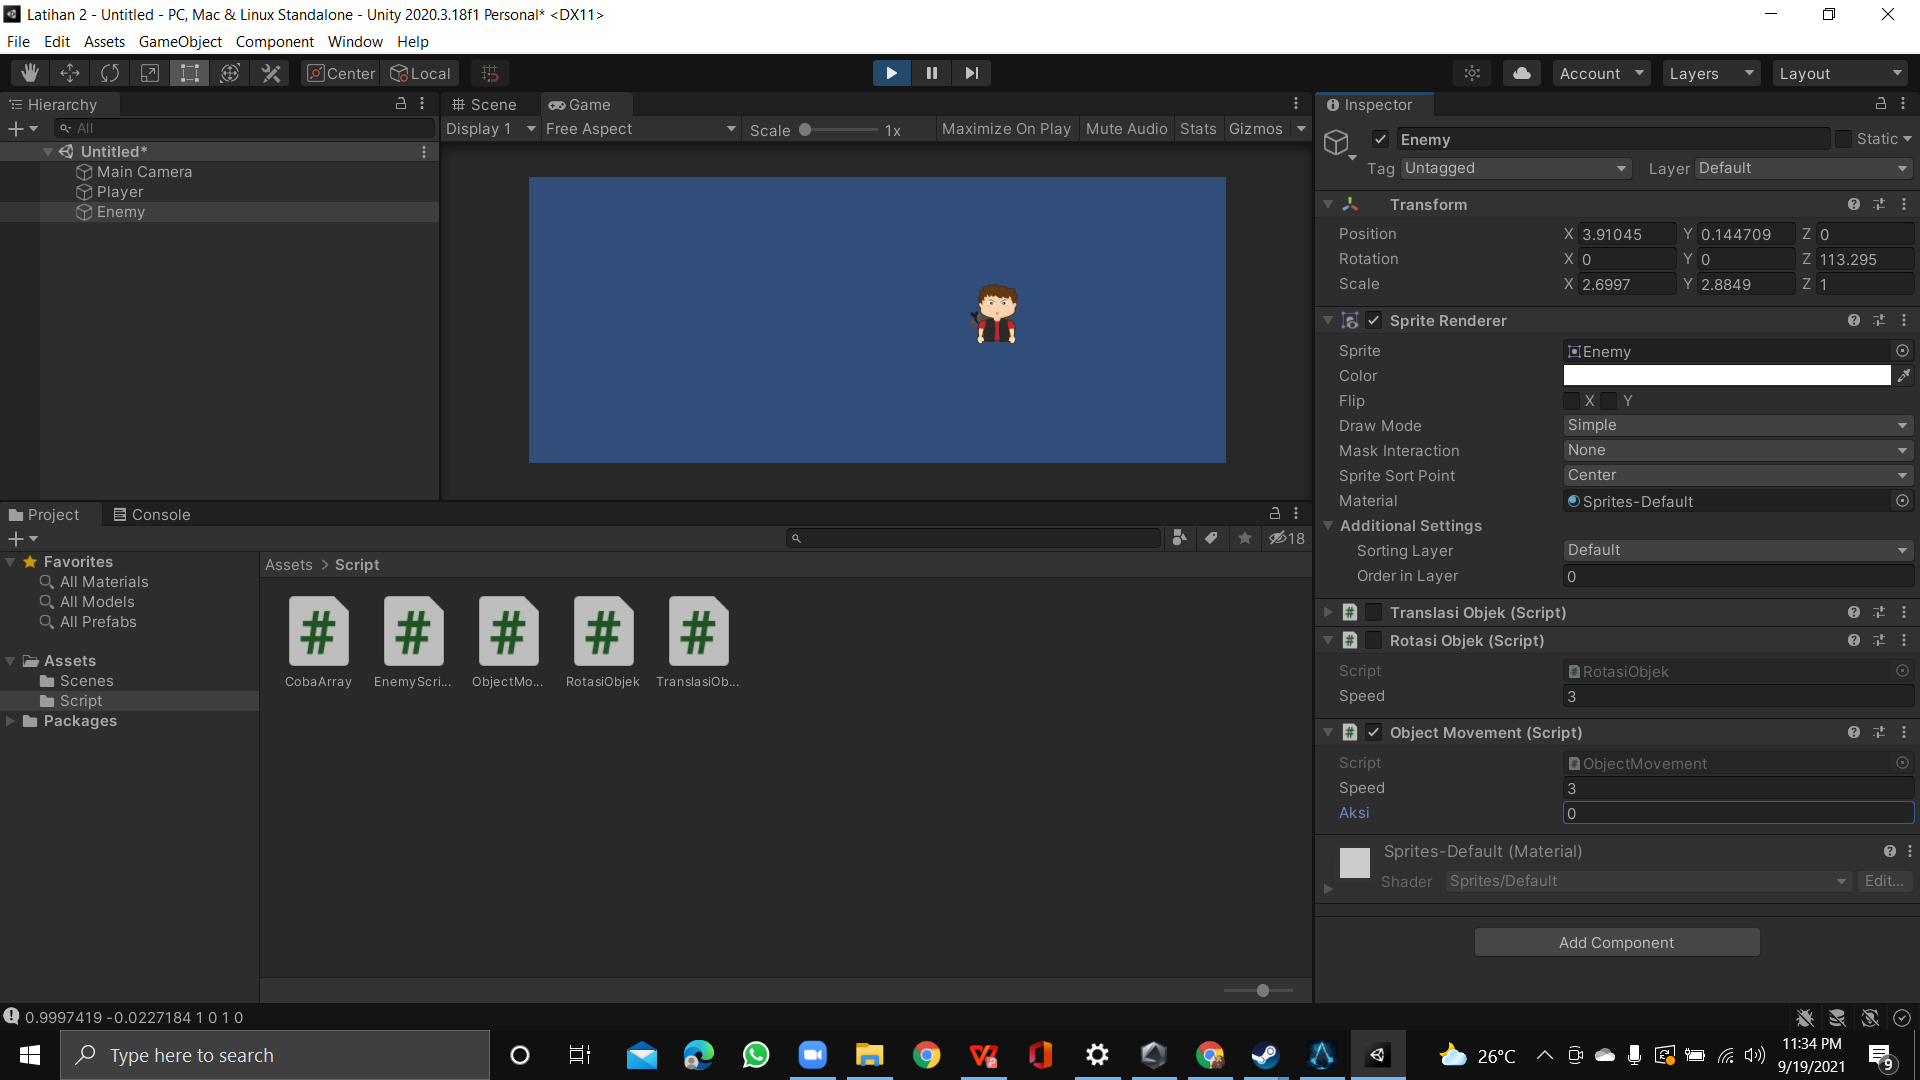 Latihan 2 - Untitled - PC, Mac & Linux Standalone - Unity 2020.3.18f1 Personal* <DX11>
File Edit Assets GameObject Component Window Help
Center Local Account Layers Layout
Hierarchy
All
Untitled*
Main Camera
Player
Enemy
Scene Game
Display 1 Free Aspect Scale 1x Maximize On Play Mute Audio Stats Gizmos
Project Console
18
Favorites
All Materials
All Models
All Prefabs
Assets
Scenes
Script
Packages
Assets > Script
CobaArray EnemyScri... ObjectMo... RotasiObjek TranslasiOb...
Inspector
Enemy Static
Tag Untagged Layer Default
Transform
Position X 3.91045 Y 0.144709 Z 0
Rotation X 0 Y 0 Z 113.295
Scale X 2.6997 Y 2.8849 Z 1
Sprite Renderer
Sprite Enemy
Color
Flip X Y
Draw Mode Simple
Mask Interaction None
Sprite Sort Point Center
Material Sprites-Default
Additional Settings
Sorting Layer Default
Order in Layer 0
# Translasi Objek (Script)
# Rotasi Objek (Script)
Script RotasiObjek
Speed 3
# Object Movement (Script)
Script ObjectMovement
Speed 3
Aksi 0
Sprites-Default (Material)
Shader Sprites/Default Edit...
Add Component
0.9997419 -0.0227184 1 0 1 0
Type here to search
26°C
11:34 PM
9/19/2021
9